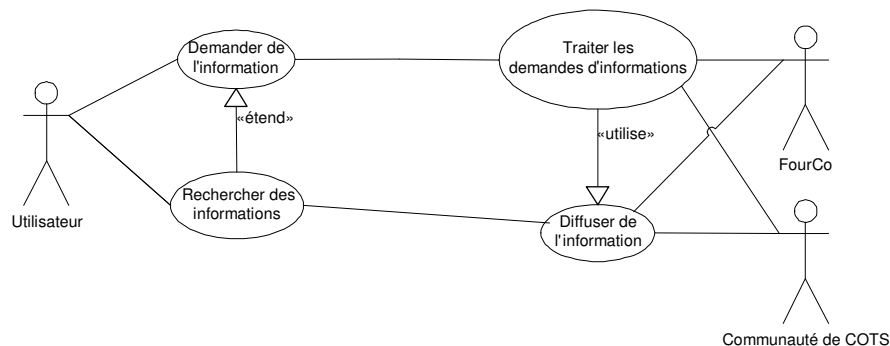 Demander de
l'information
Traiter les
demandes d'informations
«étend»
«utilise»
FourCo
Rechercher des
informations
Utilisateur
Diffuser de
l'information
Communauté de COTS